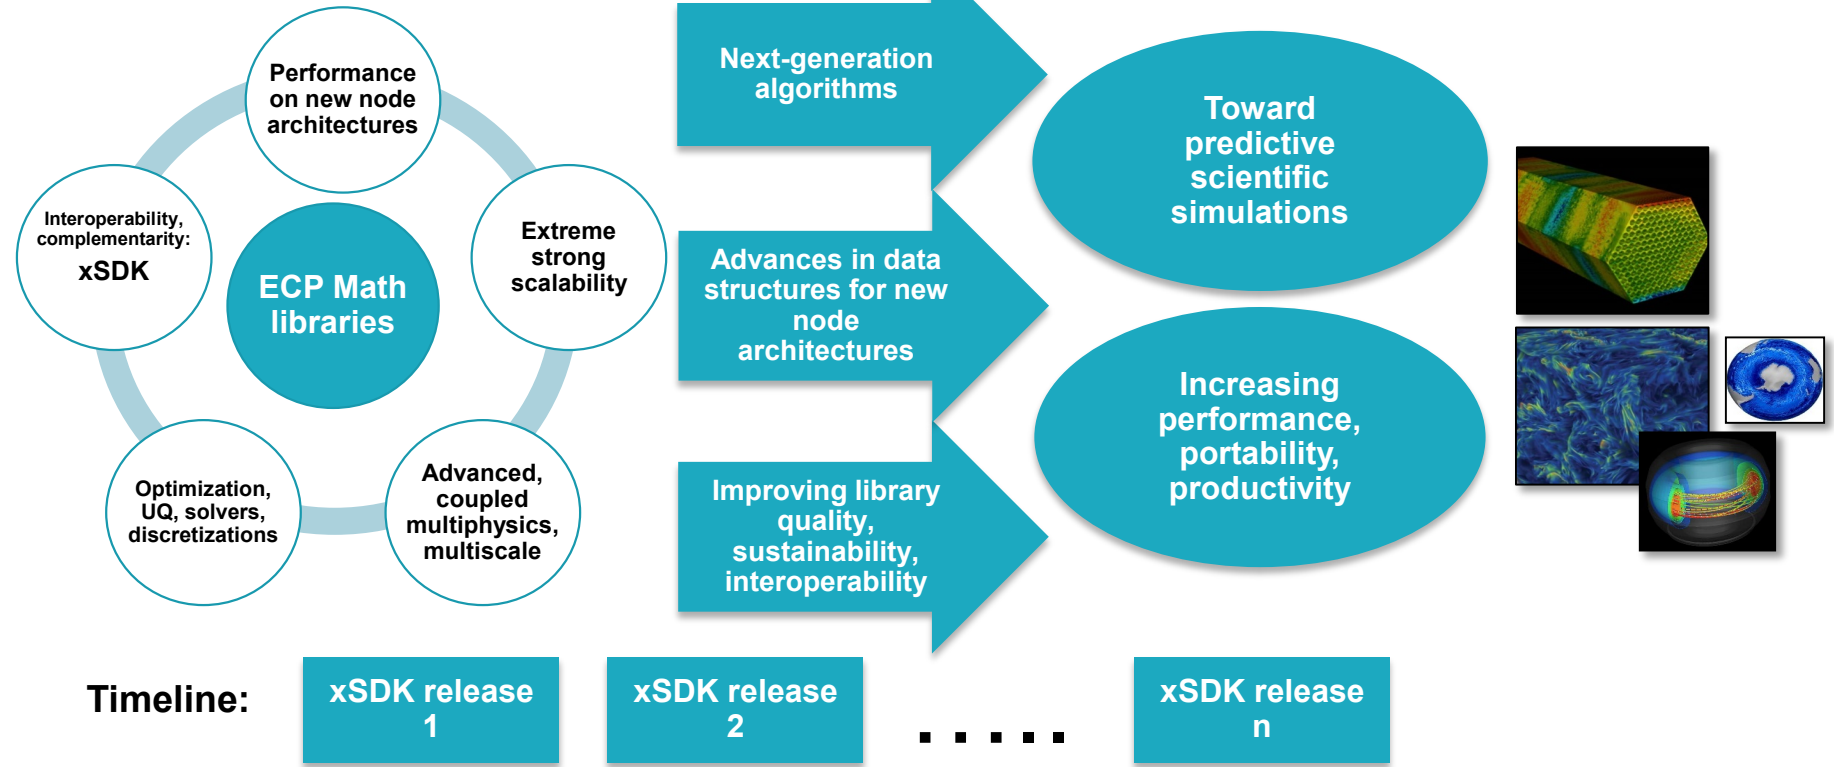 Performance
on new node
architectures
Interoperability,
complementarity:
xSDK
Extreme
strong
scalability
ECP Math
libraries
Optimization,
UQ, solvers,
discretizations
Advanced,
coupled
multiphysics,
multiscale
Next-generation
algorithms
Advances in data
structures for new
node
architectures
Improving library
quality,
sustainability,
interoperability
Toward
predictive
scientific
simulations
Increasing
performance,
portability,
productivity
Timeline:
xSDK release
1
xSDK release
2
. . . . .
xSDK release
n